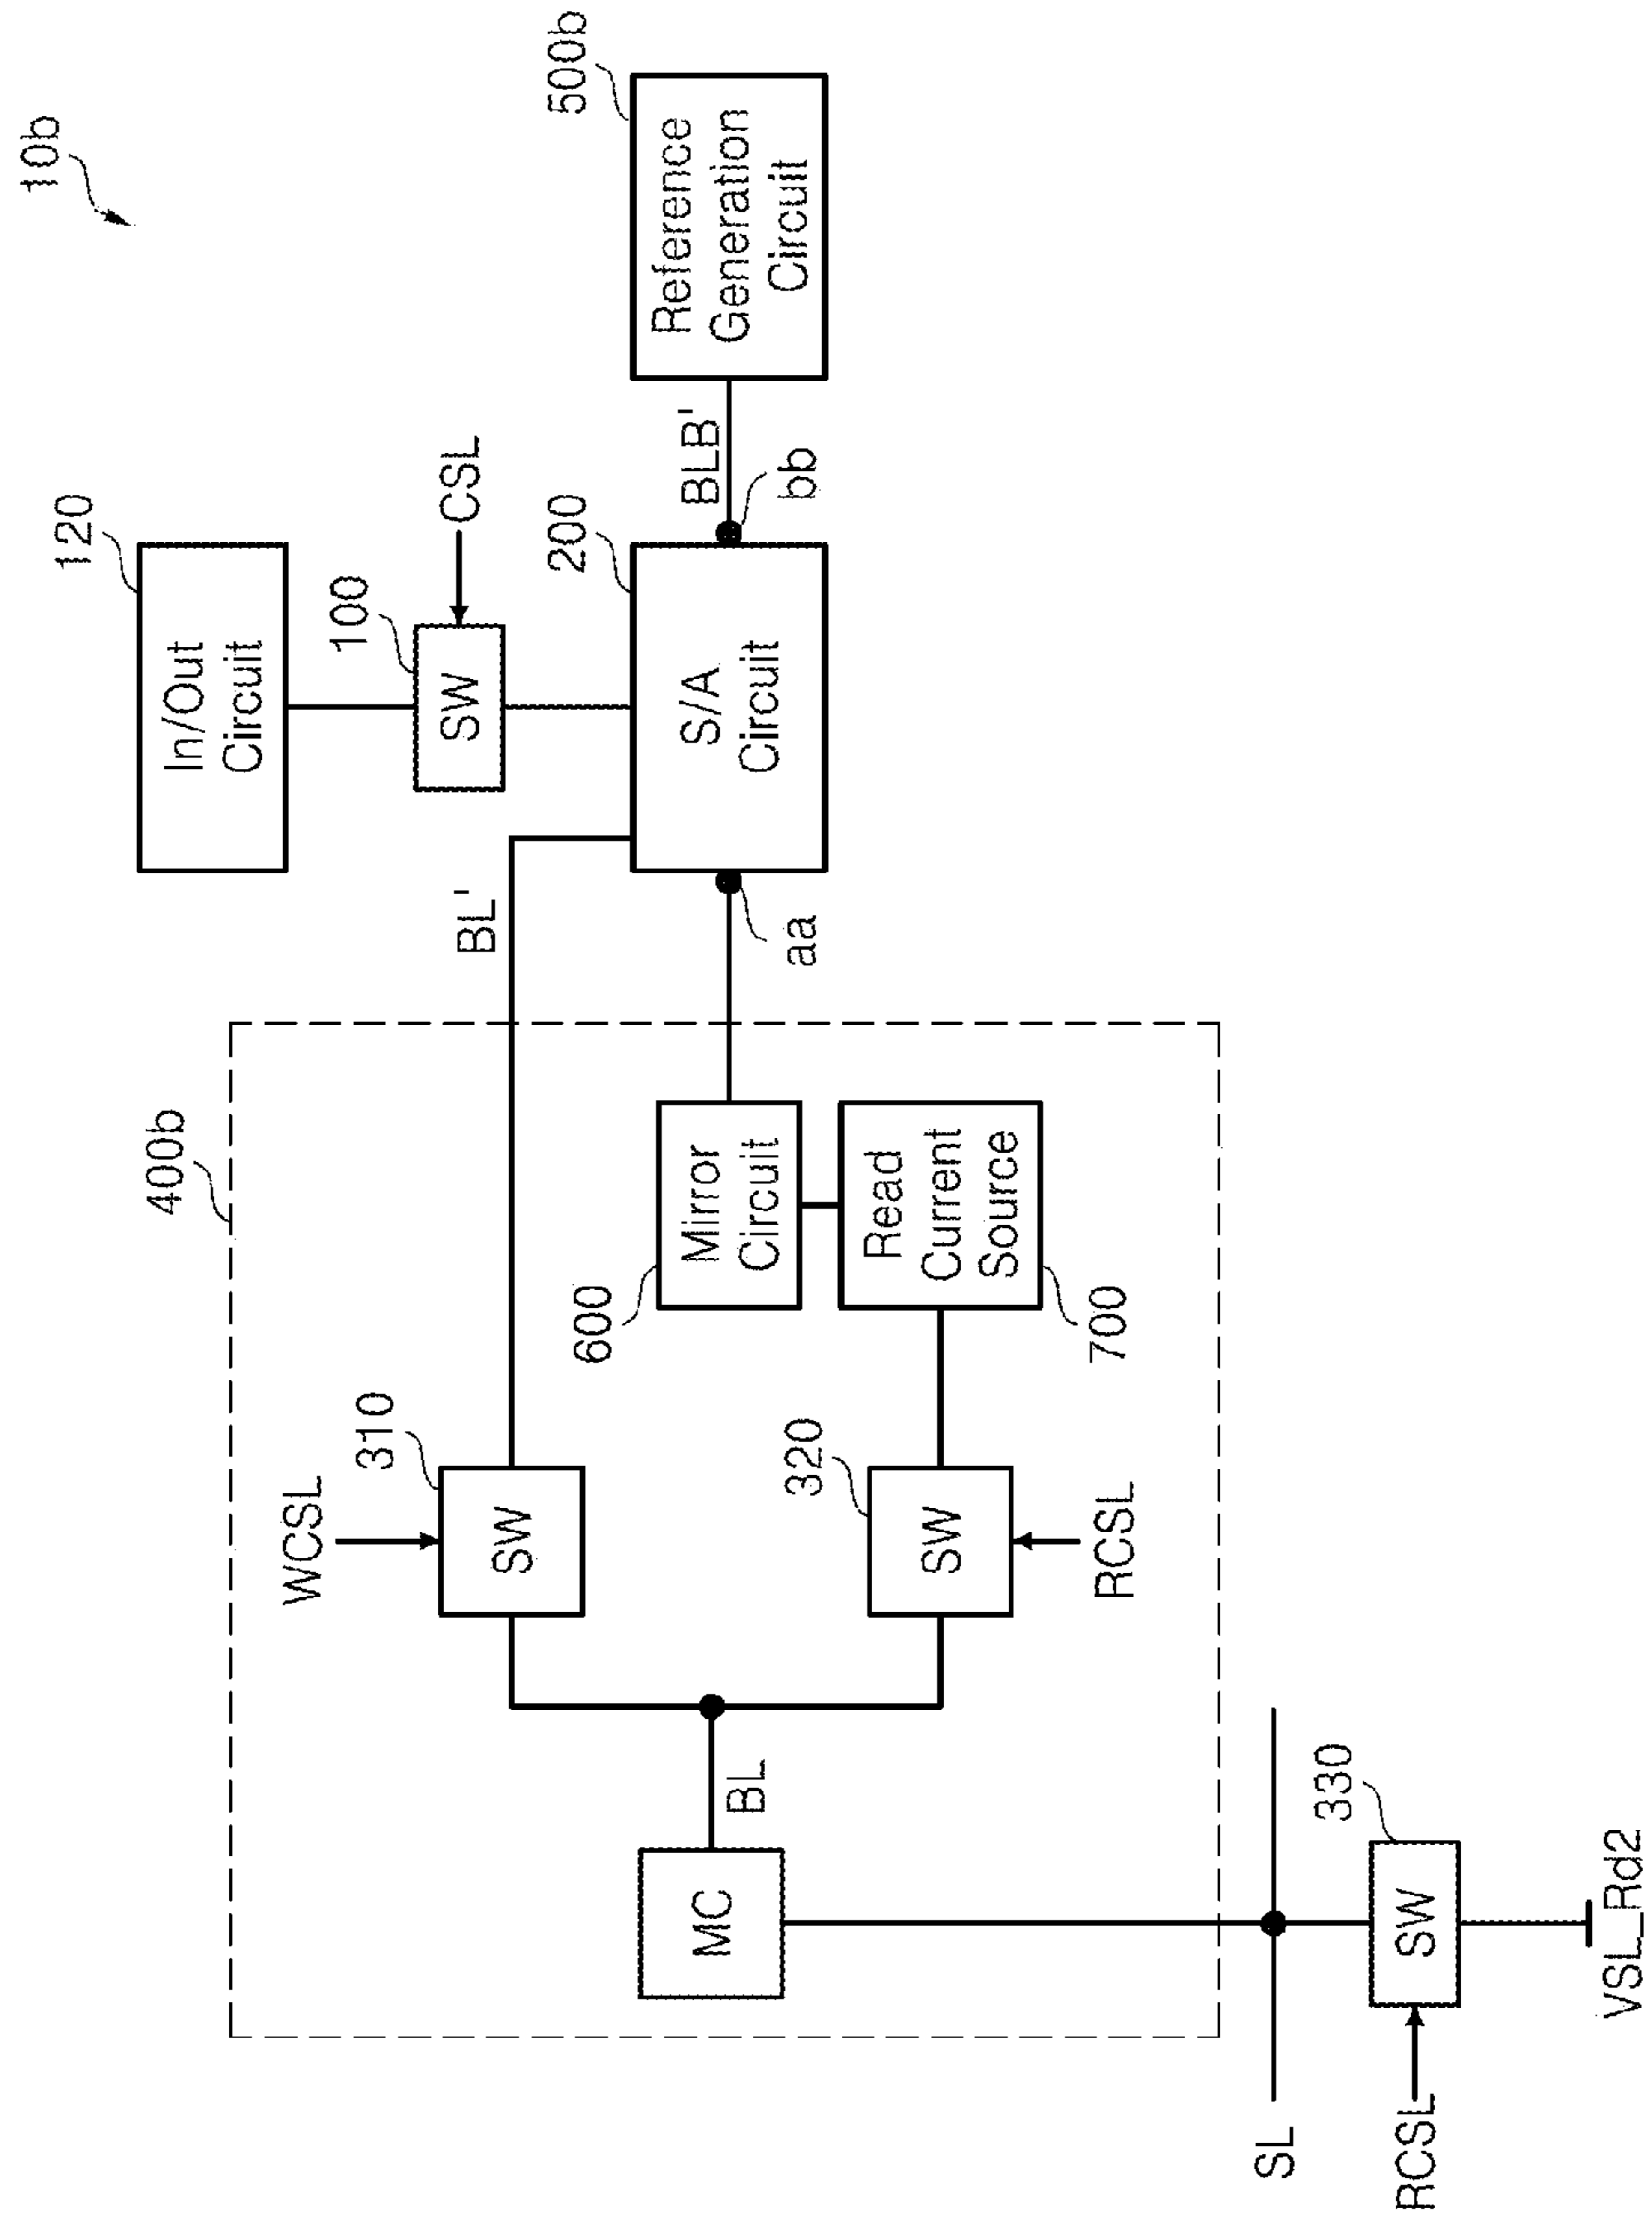 10b
120
In/Out
Circuit
100
SW
CSL
BL'
200
S/A
Circuit
aa
bb
BLB'
500b
Reference
Generation
Circuit
400b
WCSL
310
SW
600
Mirror
Circuit
Read
Current
Source
700
320
SW
RCSL
BL
MC
SL
330
SW
RCSL
VSL_Rd2